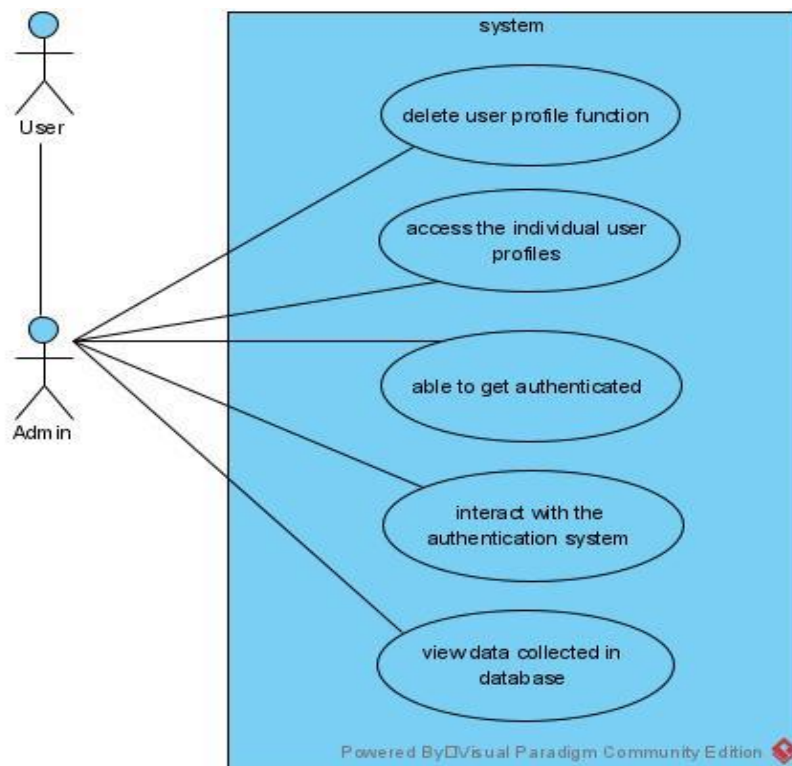 system
User
delete user profile function
access the individual user
profiles
able to get authenticated
Admin
interact with the
authentication system
view data collected in
database
Powered By□Visual Paradigm Community Edition